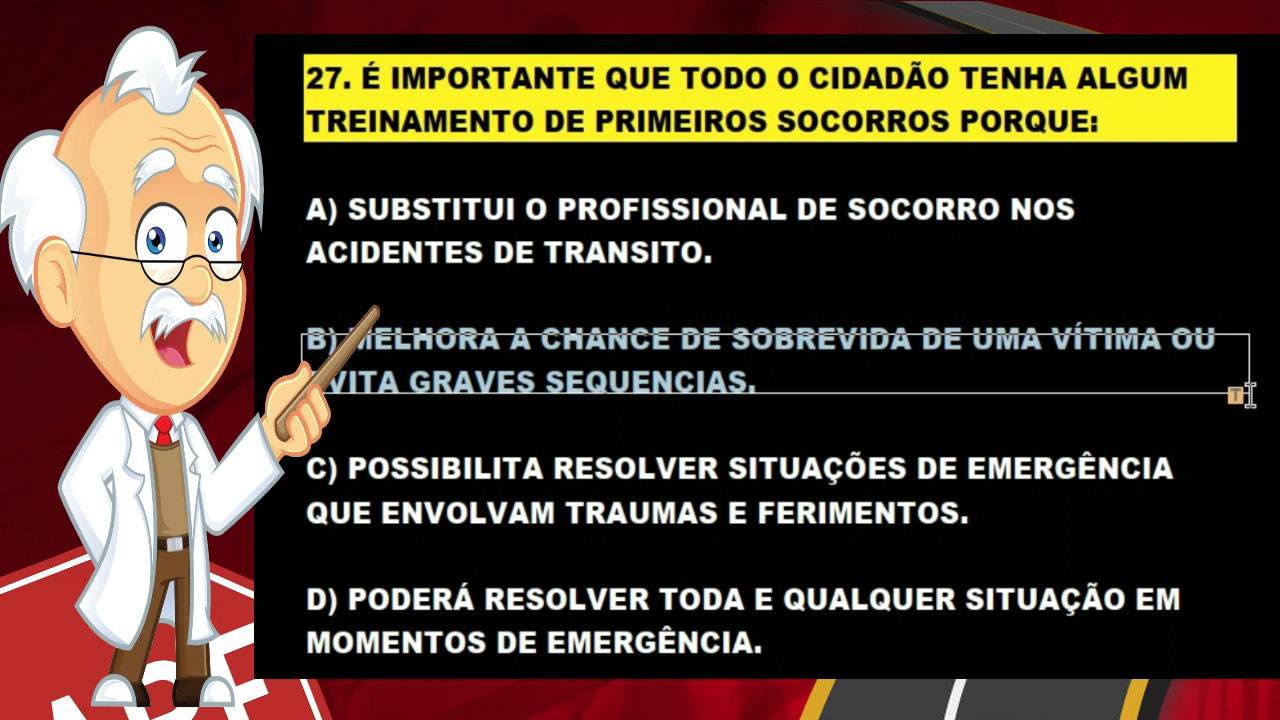 27. É IMPORTANTE QUE TODO O CIDADÃO TENHA ALGUM
TREINAMENTO DE PRIMEIROS SOCORROS PORQUE:
A) SUBSTITUI O PROFISSIONAL DE SOCORRO NOS
ACIDENTES DE TRANSITO.
B) MELHORA A CHANCE DE SOBREVIDA DE UMA VÍTIMA OU
EVITA GRAVES SEQUENCIAS.
C) POSSIBILITA RESOLVER SITUAÇÕES DE EMERGÊNCIA
QUE ENVOLVAM TRAUMAS E FERIMENTOS.
D) PODERÁ RESOLVER TODA E QUALQUER SITUAÇÃO EM
MOMENTOS DE EMERGÊNCIA.
T